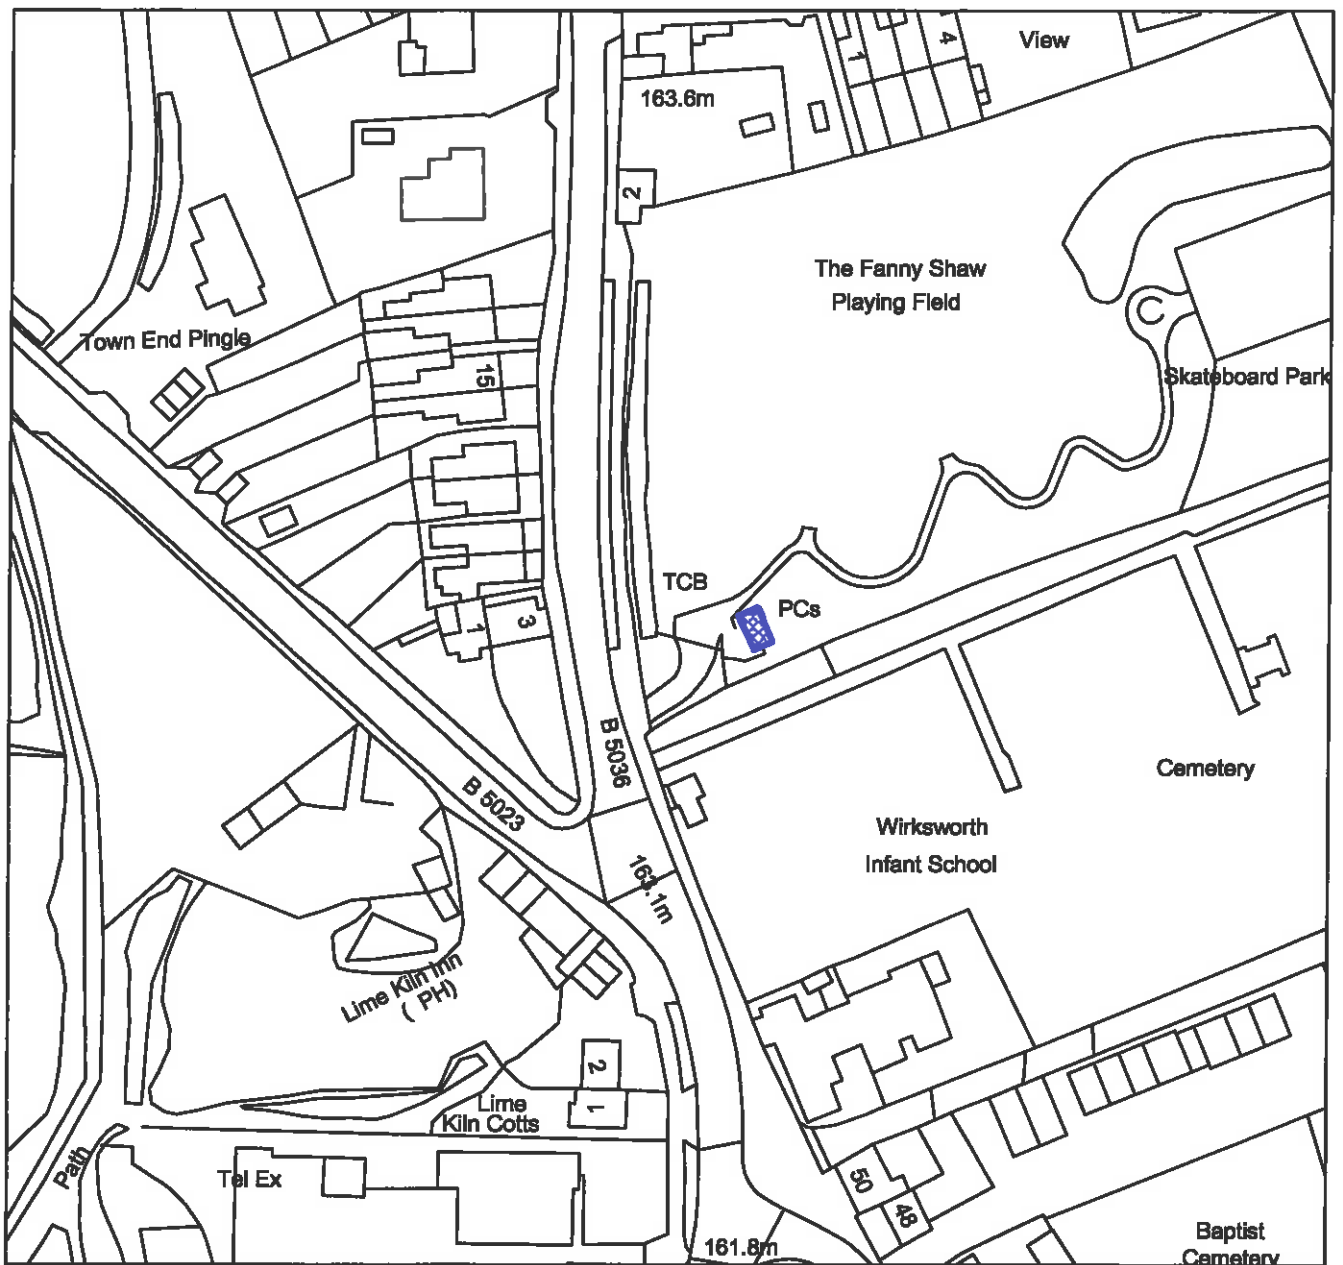 View
4
1
163.6m
2
The Fanny Shaw
Playing Field
Town End Pingle
15
Skateboard Park
TCB
PCs
1
3
B 5036
B 5023
Cemetery
Wirksworth
Infant School
163.1m
Lime Kiln Inn
( PH)
2
1
Lime
Kiln Cotts
Path
Tel Ex
50
48
161.8m
Baptist
Cemetery